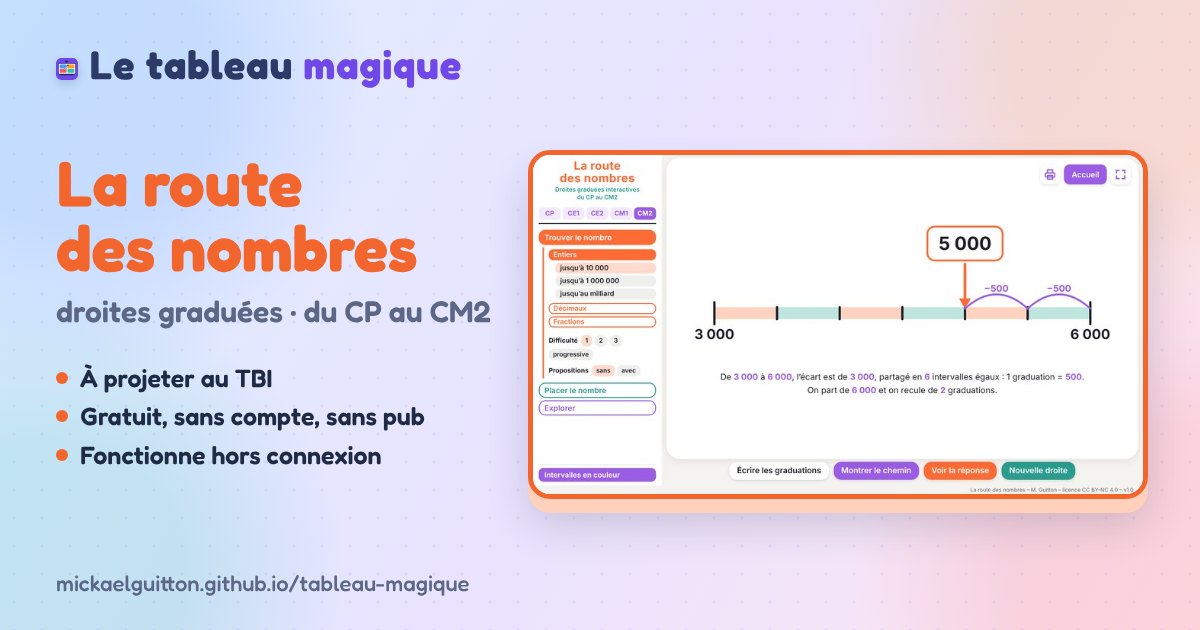 Le tableau magique
La route
des nombres
droites graduées · du CP au CM2
À projeter au TBI
Gratuit, sans compte, sans pub
Fonctionne hors connexion
mickaelguitton.github.io/tableau-magique
La route
des nombres
Droites graduées interactives
du CP au CM2
CP CE1 CE2 CM1 CM2
Trouver le nombre
Entiers
jusqu'à 10 000
jusqu'à 1 000 000
jusqu'au milliard
Décimaux
Fractions
Difficulté 1 2 3
progressive
Propositions sans avec
Placer le nombre
Explorer
Intervalles en couleur
Accueil
5 000
−500 −500
3 000 6 000
De 3 000 à 6 000, l'écart est de 3 000, partagé en 6 intervalles égaux : 1 graduation = 500.
On part de 6 000 et on recule de 2 graduations.
Écrire les graduations Montrer le chemin Voir la réponse Nouvelle droite
La route des nombres – M. Guitton – licence CC BY-NC 4.0 – v1.0